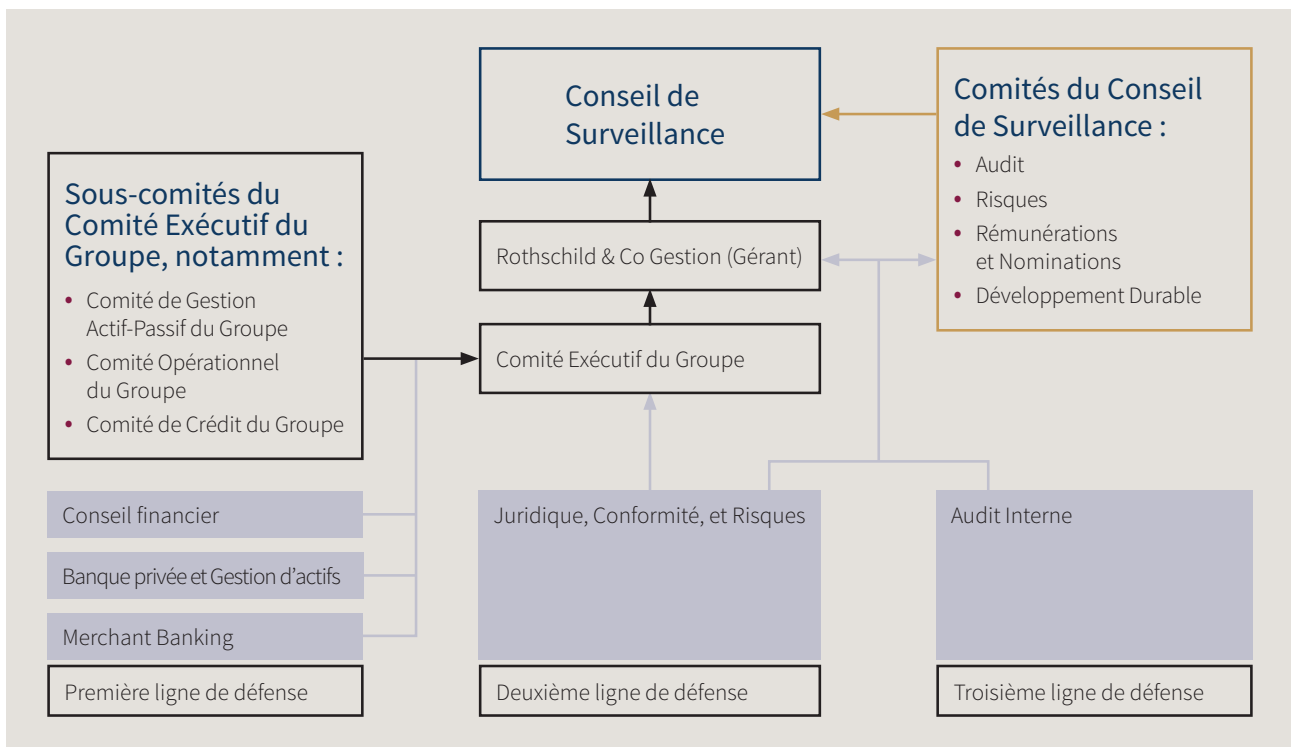 Conseil de
Surveillance
Comités du Conseil
de Surveillance :
• Audit
• Risques
• Rémunérations
et Nominations
• Développement Durable
Sous-comités du
Comité Exécutif du
Groupe, notamment :
• Comité de Gestion
Actif-Passif du Groupe
• Comité Opérationnel
du Groupe
• Comité de Crédit du Groupe
Rothschild & Co Gestion (Gérant)
Comité Exécutif du Groupe
Conseil financier
Banque privée et Gestion d’actifs
Merchant Banking
Première ligne de défense
Juridique, Conformité, et Risques
Deuxième ligne de défense
Audit Interne
Troisième ligne de défense